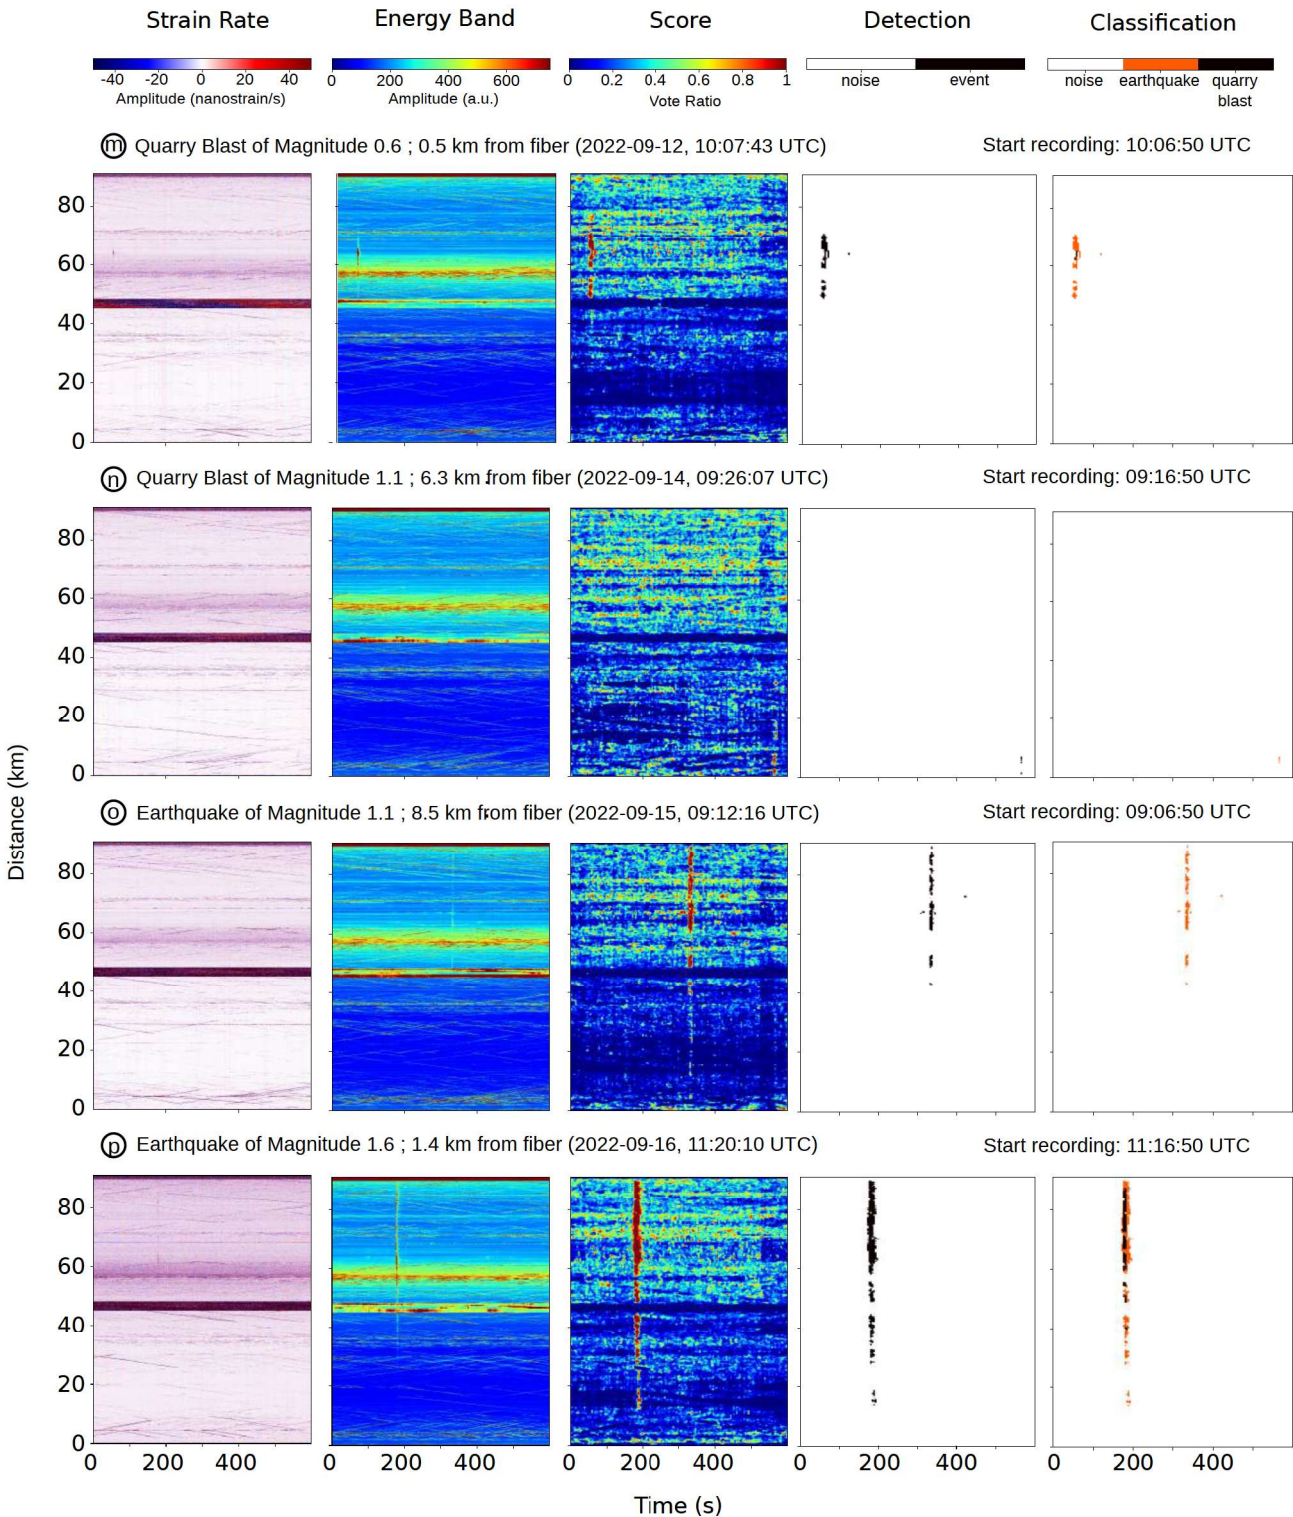 Strain Rate Energy Band Score Detection Classification
-40 -20 0 20 40 0 200 400 600 0 0.2 0.4 0.6 0.8 1 noise event noise earthquake quarry blast
Amplitude (nanostrain/s) Amplitude (a.u.) Vote Ratio
m Quarry Blast of Magnitude 0.6 ; 0.5 km from fiber (2022-09-12, 10:07:43 UTC) Start recording: 10:06:50 UTC
80
60
40
20
0
n Quarry Blast of Magnitude 1.1 ; 6.3 km from fiber (2022-09-14, 09:26:07 UTC) Start recording: 09:16:50 UTC
80
60
40
20
0
Distance (km)
o Earthquake of Magnitude 1.1 ; 8.5 km from fiber (2022-09-15, 09:12:16 UTC) Start recording: 09:06:50 UTC
80
60
40
20
0
p Earthquake of Magnitude 1.6 ; 1.4 km from fiber (2022-09-16, 11:20:10 UTC) Start recording: 11:16:50 UTC
80
60
40
20
0
0 200 400 0 200 400 0 200 400 0 200 400 0 200 400
Time (s)